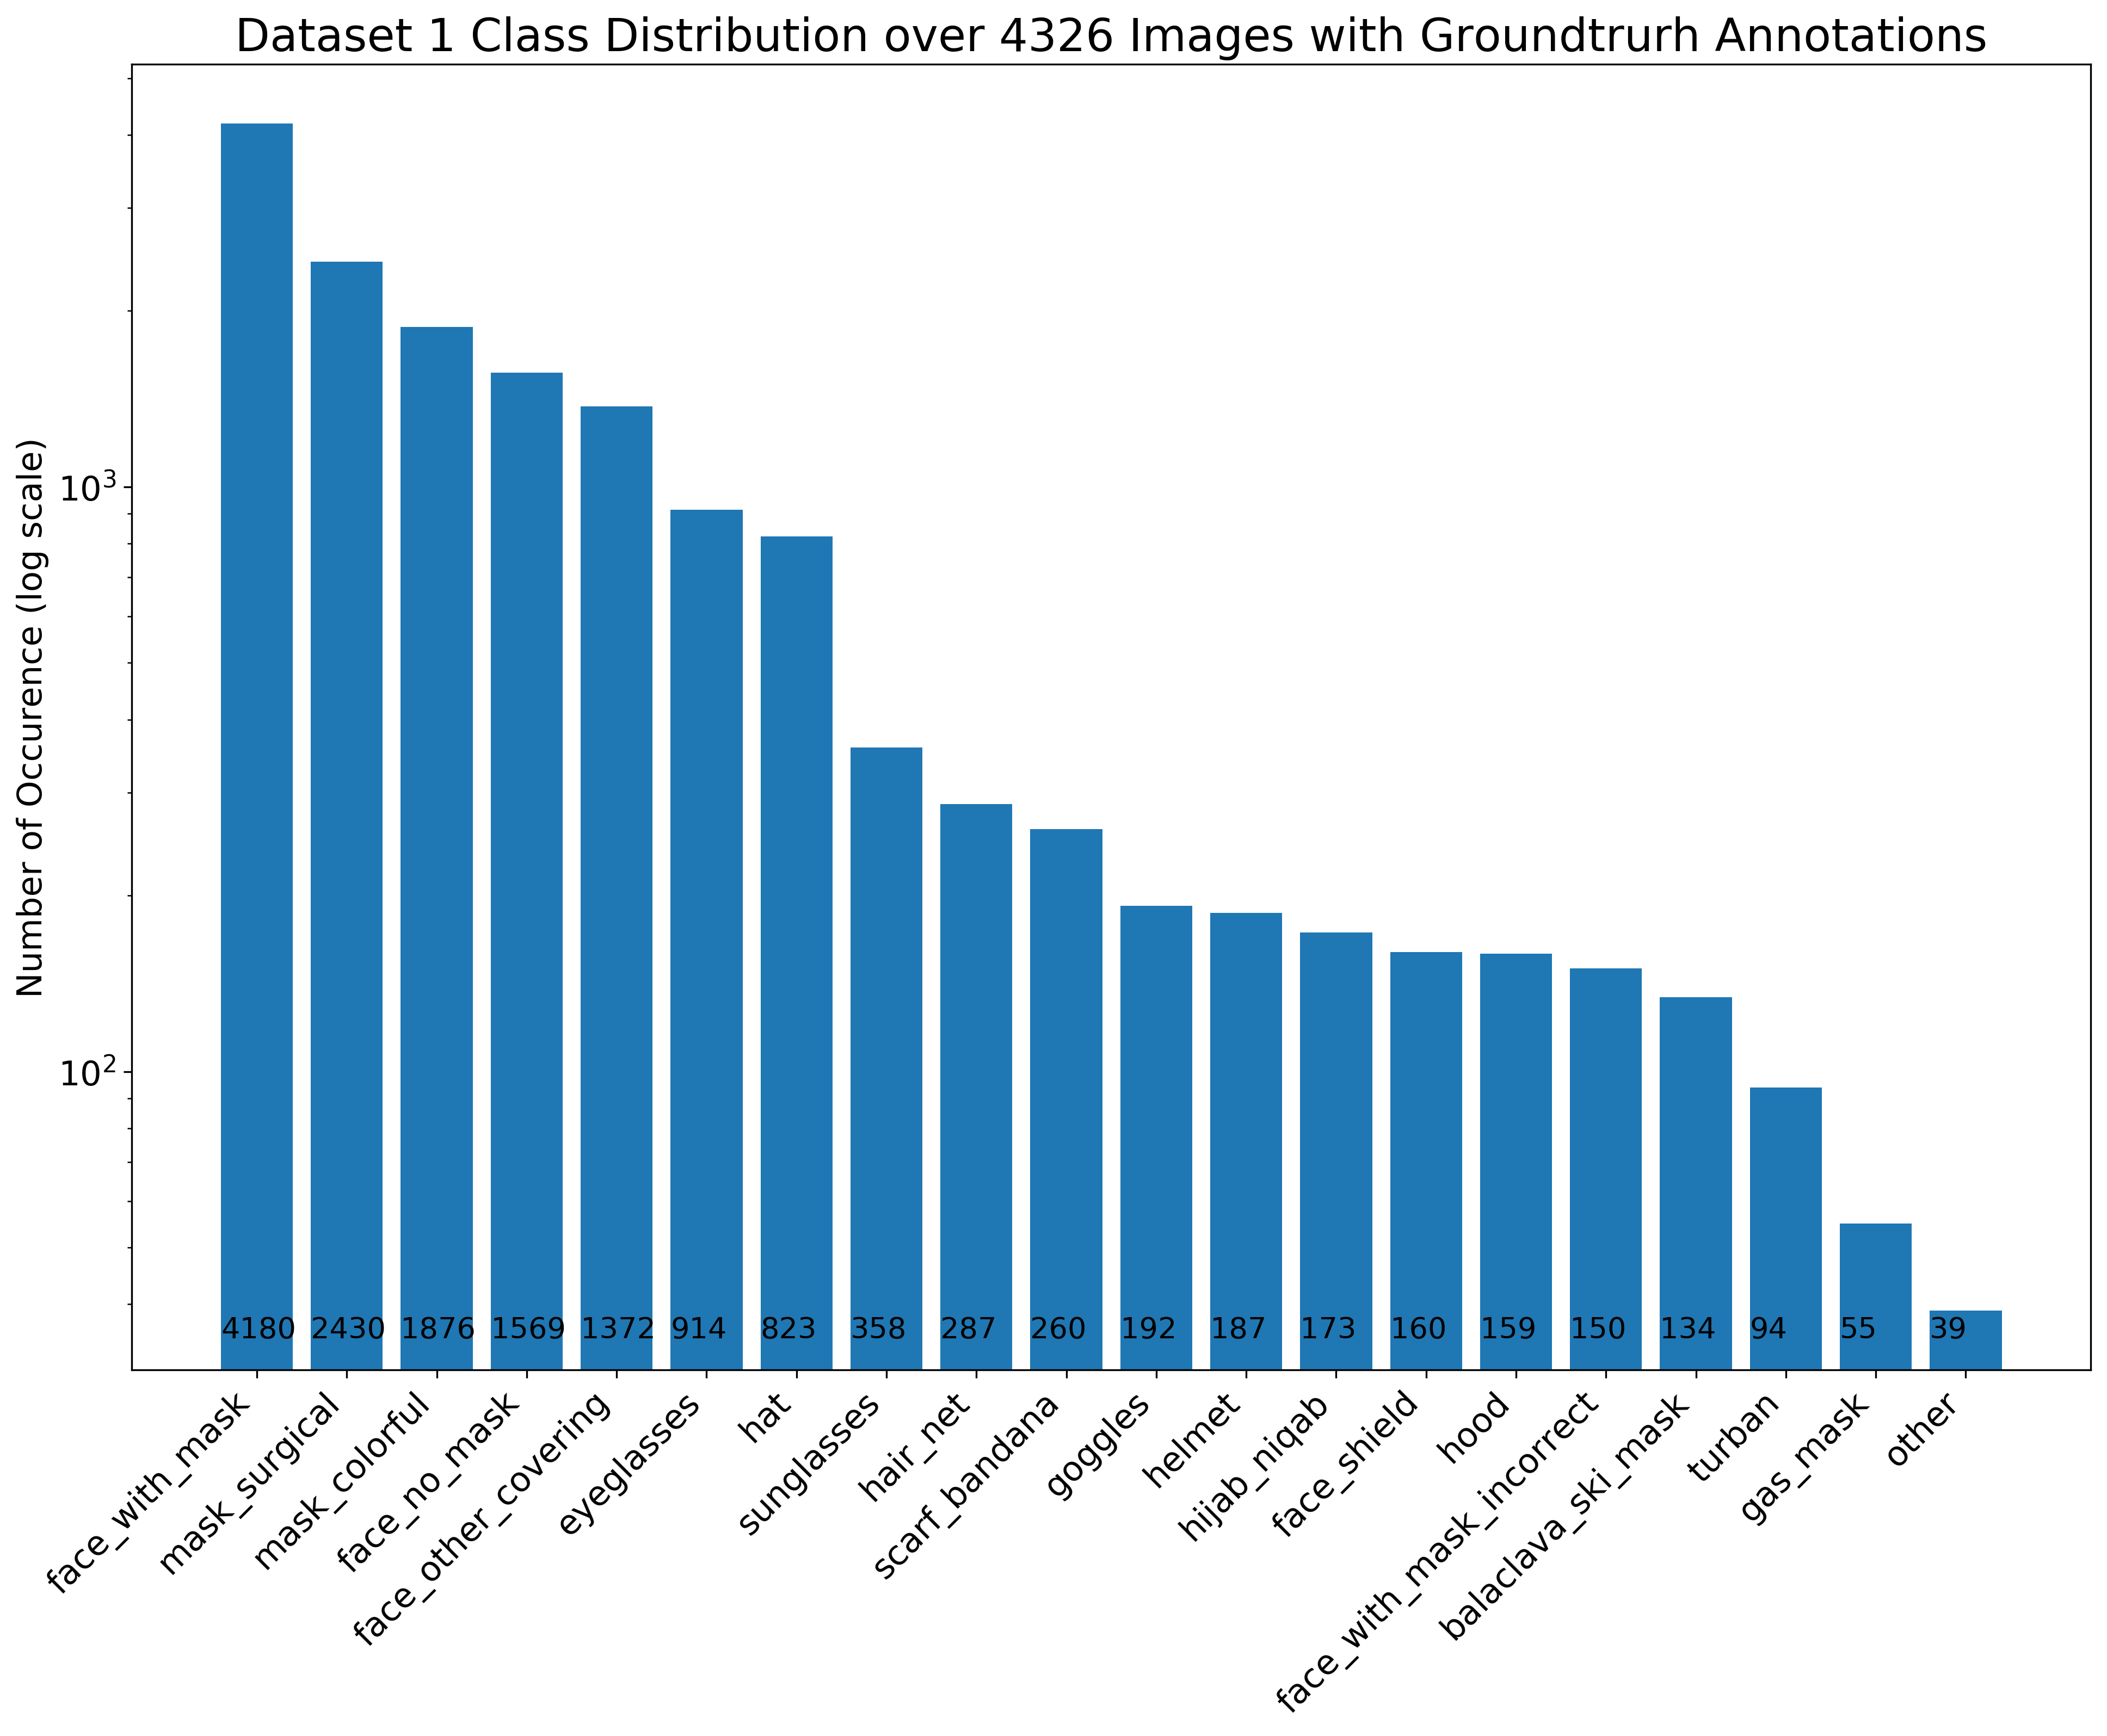 Dataset 1 Class Distribution over 4326 Images with Groundtrurh Annotations
Number of Occurence (log scale)
10³
10²
4180 2430 1876 1569 1372 914 823 358 287 260 192 187 173 160 159 150 134 94 55 39
face_with_mask
mask_surgical
mask_colorful
face_no_mask
face_other_covering
eyeglasses
hat
sunglasses
hair_net
scarf_bandana
goggles
helmet
hijab_niqab
face_shield
hood
face_with_mask_incorrect
balaclava_ski_mask
turban
gas_mask
other